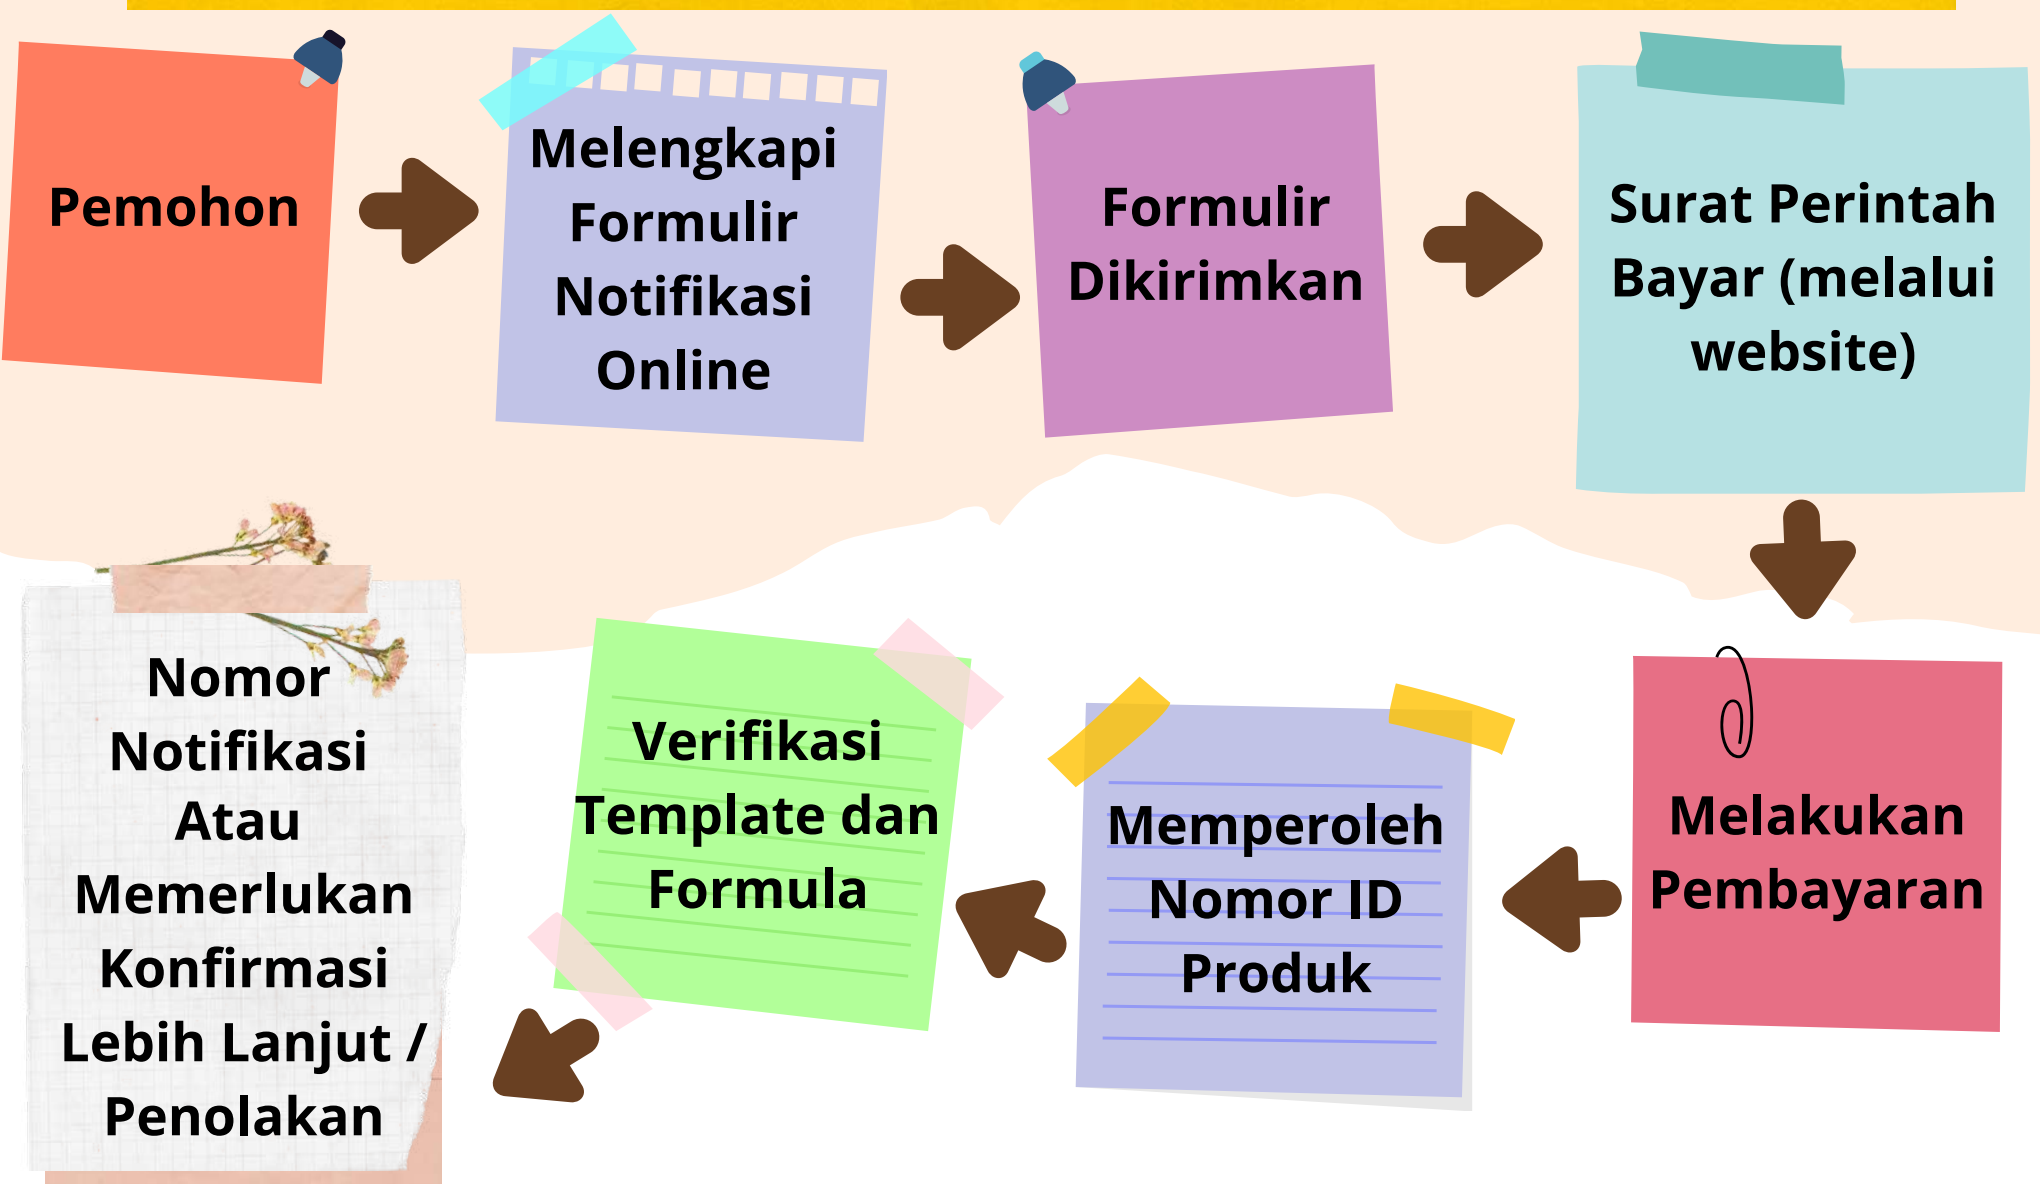 Pemohon
Melengkapi
Formulir
Notifikasi
Online
Formulir
Dikirimkan
Surat Perintah
Bayar (melalui
website)
Melakukan
Pembayaran
Memperoleh
Nomor ID
Produk
Verifikasi
Template dan
Formula
Nomor
Notifikasi
Atau
Memerlukan
Konfirmasi
Lebih Lanjut /
Penolakan